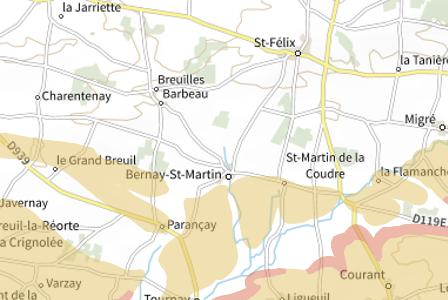 la Jarriette
St-Félix
la Tanière
Breuilles
Barbeau
Charentenay
Migré
D939
le Grand Breuil
Bernay-St-Martin
St-Martin de la
Coudre
la Flamanche
Javernay
D119E
reuil-la-Réorte
Parançay
a Crignolée
Courant
Varzay
Ligueuil
Tournay